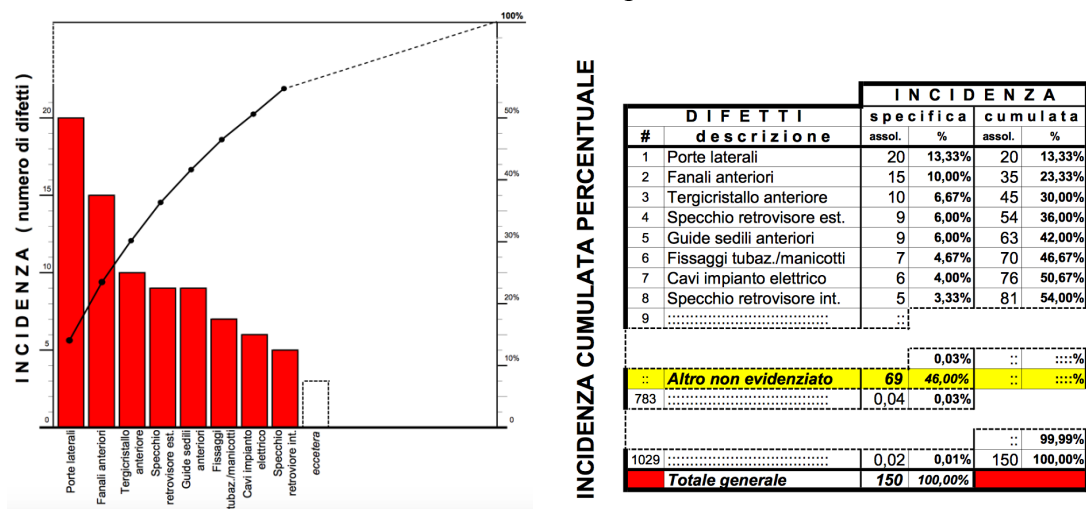 100%
INCIDENZA ( numero di difetti )
20
15
10
5
0
50%
40%
30%
20%
10%
0
Porte laterali
Fanali anteriori
Tergicristallo
anteriore
Specchio
retrovisore est.
Guide sedili
anteriori
Fissaggi
tubaz./manicotti
Cavi impianto
elettrico
Specchio
retroviore int.
eccetera
INCIDENZA CUMULATA PERCENTUALE
INCIDENZA
DIFETTI specifica cumulata
# descrizione assol. % assol. %
1 Porte laterali 20 13,33% 20 13,33%
2 Fanali anteriori 15 10,00% 35 23,33%
3 Tergicristallo anteriore 10 6,67% 45 30,00%
4 Specchio retrovisore est. 9 6,00% 54 36,00%
5 Guide sedili anteriori 9 6,00% 63 42,00%
6 Fissaggi tubaz./manicotti 7 4,67% 70 46,67%
7 Cavi impianto elettrico 6 4,00% 76 50,67%
8 Specchio retrovisore int. 5 3,33% 81 54,00%
9 :::::::::::::::::::::::::::::::::: ::
0,03% :: ::::%
:: Altro non evidenziato 69 46,00% :: ::::%
783 :::::::::::::::::::::::::::::::::: 0,04 0,03%
:: 99,99%
1029 :::::::::::::::::::::::::::::::::: 0,02 0,01% 150 100,00%
Totale generale 150 100,00%